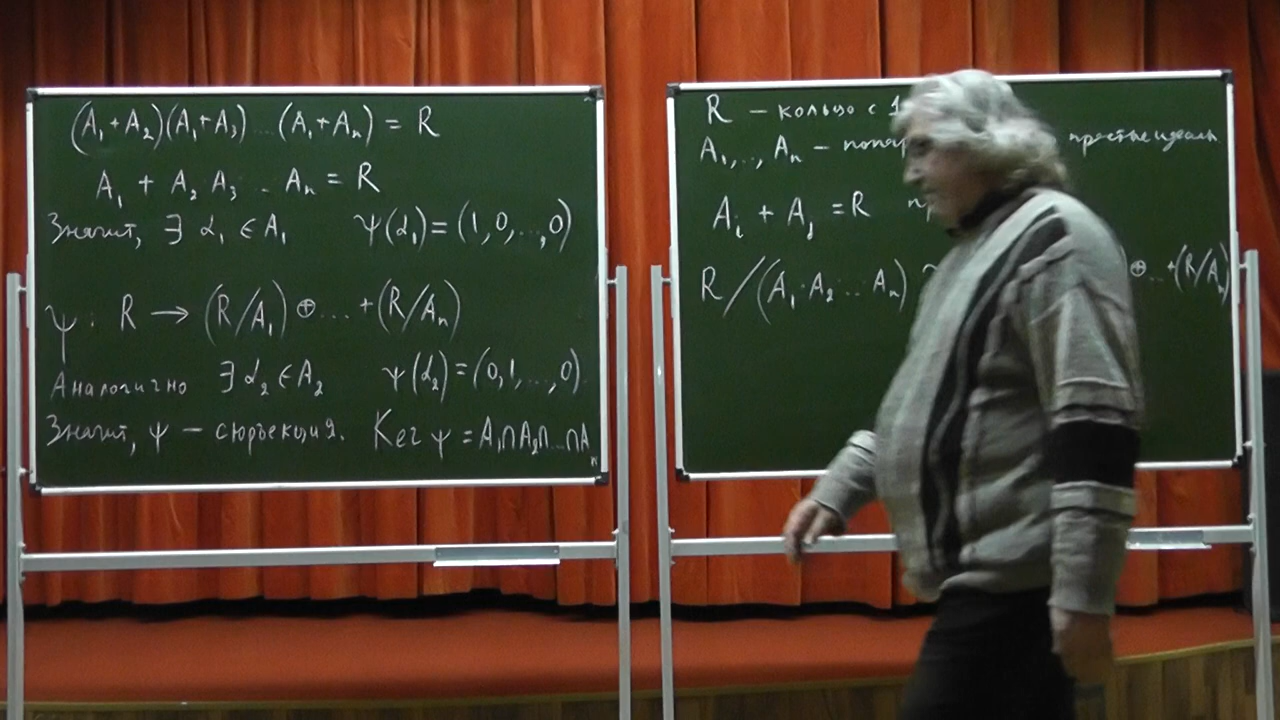 (A₁+A₂)(A₁+A₃)...(A₁+Aₙ) = R
A₁ + A₂ A₃ ... Aₙ = R
Значит, ∃ α₁ ∈ A₁ ψ(α₁) = (1, 0, ..., 0)
ψ: R → (R/A₁) ⊕ ... + (R/Aₙ)
Аналогично ∃ α₂ ∈ A₂ ψ(α₂) = (0, 1, ..., 0)
Значит, ψ — сюръекция. Ker ψ = A₁∩A₂∩...∩Aₙ
R — кольцо с 1
A₁, .., Aₙ — простые идеалы
Aᵢ + Aⱼ = R
R/(A₁·A₂...Aₙ) ⊕ .. + (R/Aₙ)